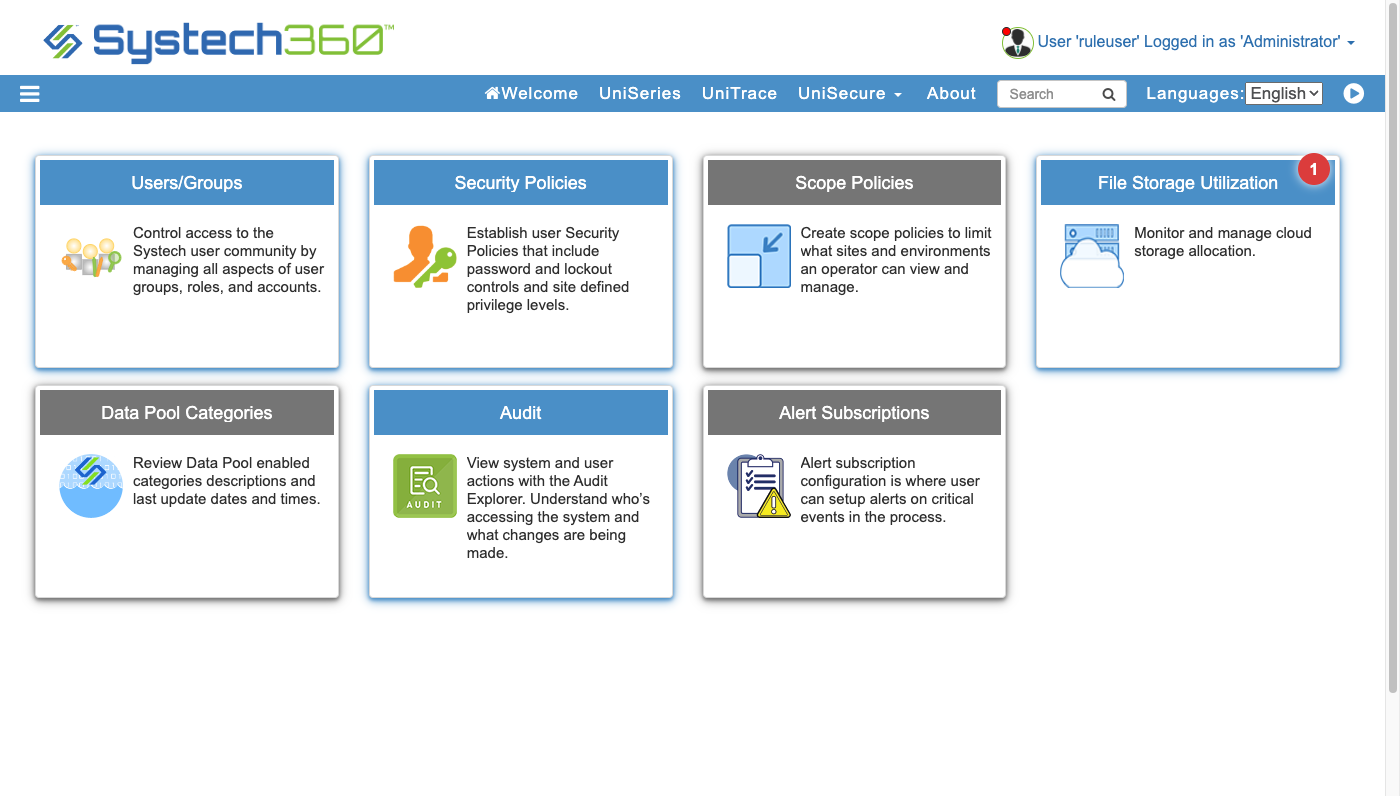 Systech360™
User 'ruleuser' Logged in as 'Administrator'
Welcome UniSeries UniTrace UniSecure About Search Languages: English
Users/Groups
Control access to the
Systech user community by
managing all aspects of user
groups, roles, and accounts.
Security Policies
Establish user Security
Policies that include
password and lockout
controls and site defined
privilege levels.
Scope Policies
Create scope policies to limit
what sites and environments
an operator can view and
manage.
File Storage Utilization
1
Monitor and manage cloud
storage allocation.
Data Pool Categories
Review Data Pool enabled
categories descriptions and
last update dates and times.
Audit
AUDIT
View system and user
actions with the Audit
Explorer. Understand who’s
accessing the system and
what changes are being
made.
Alert Subscriptions
Alert subscription
configuration is where user
can setup alerts on critical
events in the process.